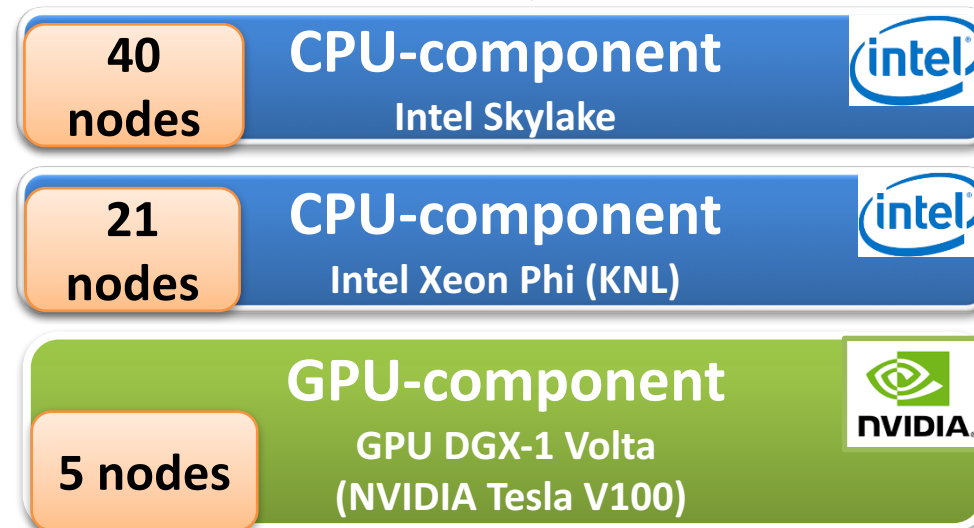 40
nodes
CPU-component
Intel Skylake
intel
21
nodes
CPU-component
Intel Xeon Phi (KNL)
intel
GPU-component
5 nodes
GPU DGX-1 Volta
(NVIDIA Tesla V100)
NVIDIA.